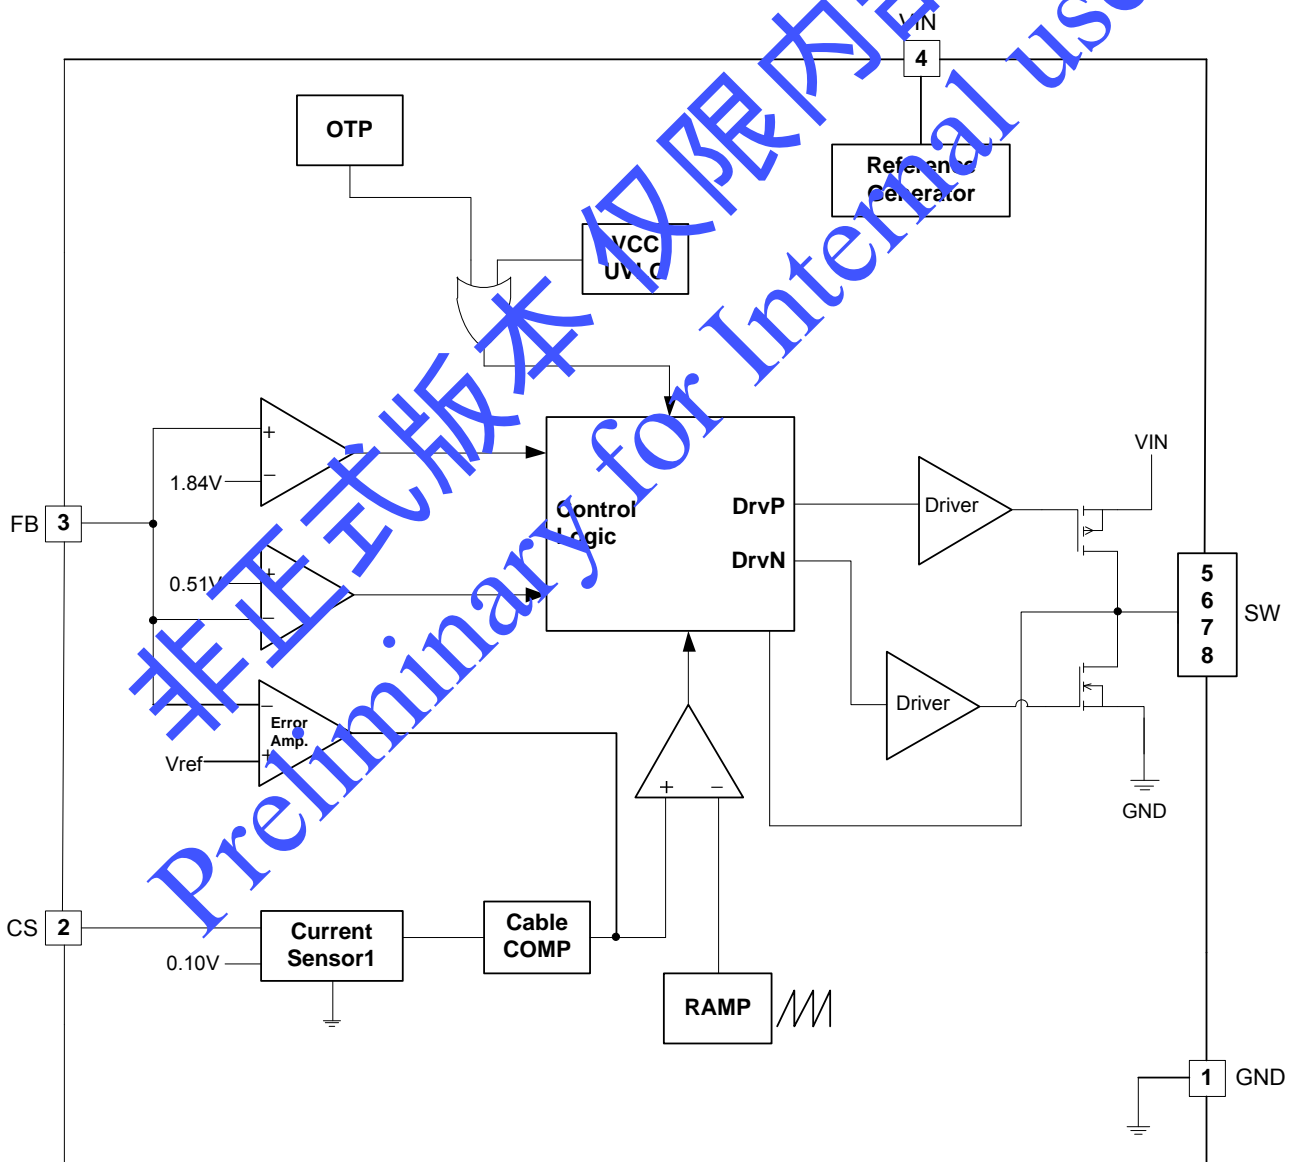 VIN
4
OTP
Reference
Generator
VCC
UVLO
+
1.84V
−
FB 3
Control
Logic
DrvP
DrvN
Driver
VIN
0.51V
+
−
5
6
7
8
SW
−
Error
Amp.
+
Vref
Driver
+ −
GND
CS 2
Current
Sensor1
0.10V
Cable
COMP
RAMP
1 GND
非正式版本 仅限内
Preliminary for Internal use